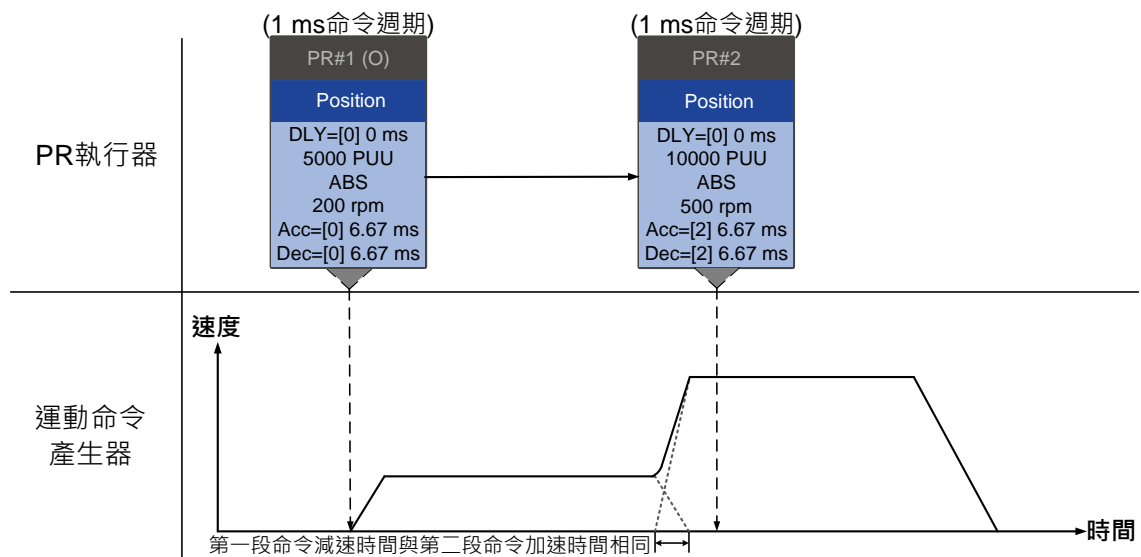 (1 ms命令週期)
(1 ms命令週期)
PR#1 (O)
Position
DLY=[0] 0 ms
5000 PUU
ABS
200 rpm
Acc=[0] 6.67 ms
Dec=[0] 6.67 ms
PR#2
Position
DLY=[0] 0 ms
10000 PUU
ABS
500 rpm
Acc=[2] 6.67 ms
Dec=[2] 6.67 ms
PR執行器
速度
運動命令
產生器
時間
第一段命令減速時間與第二段命令加速時間相同